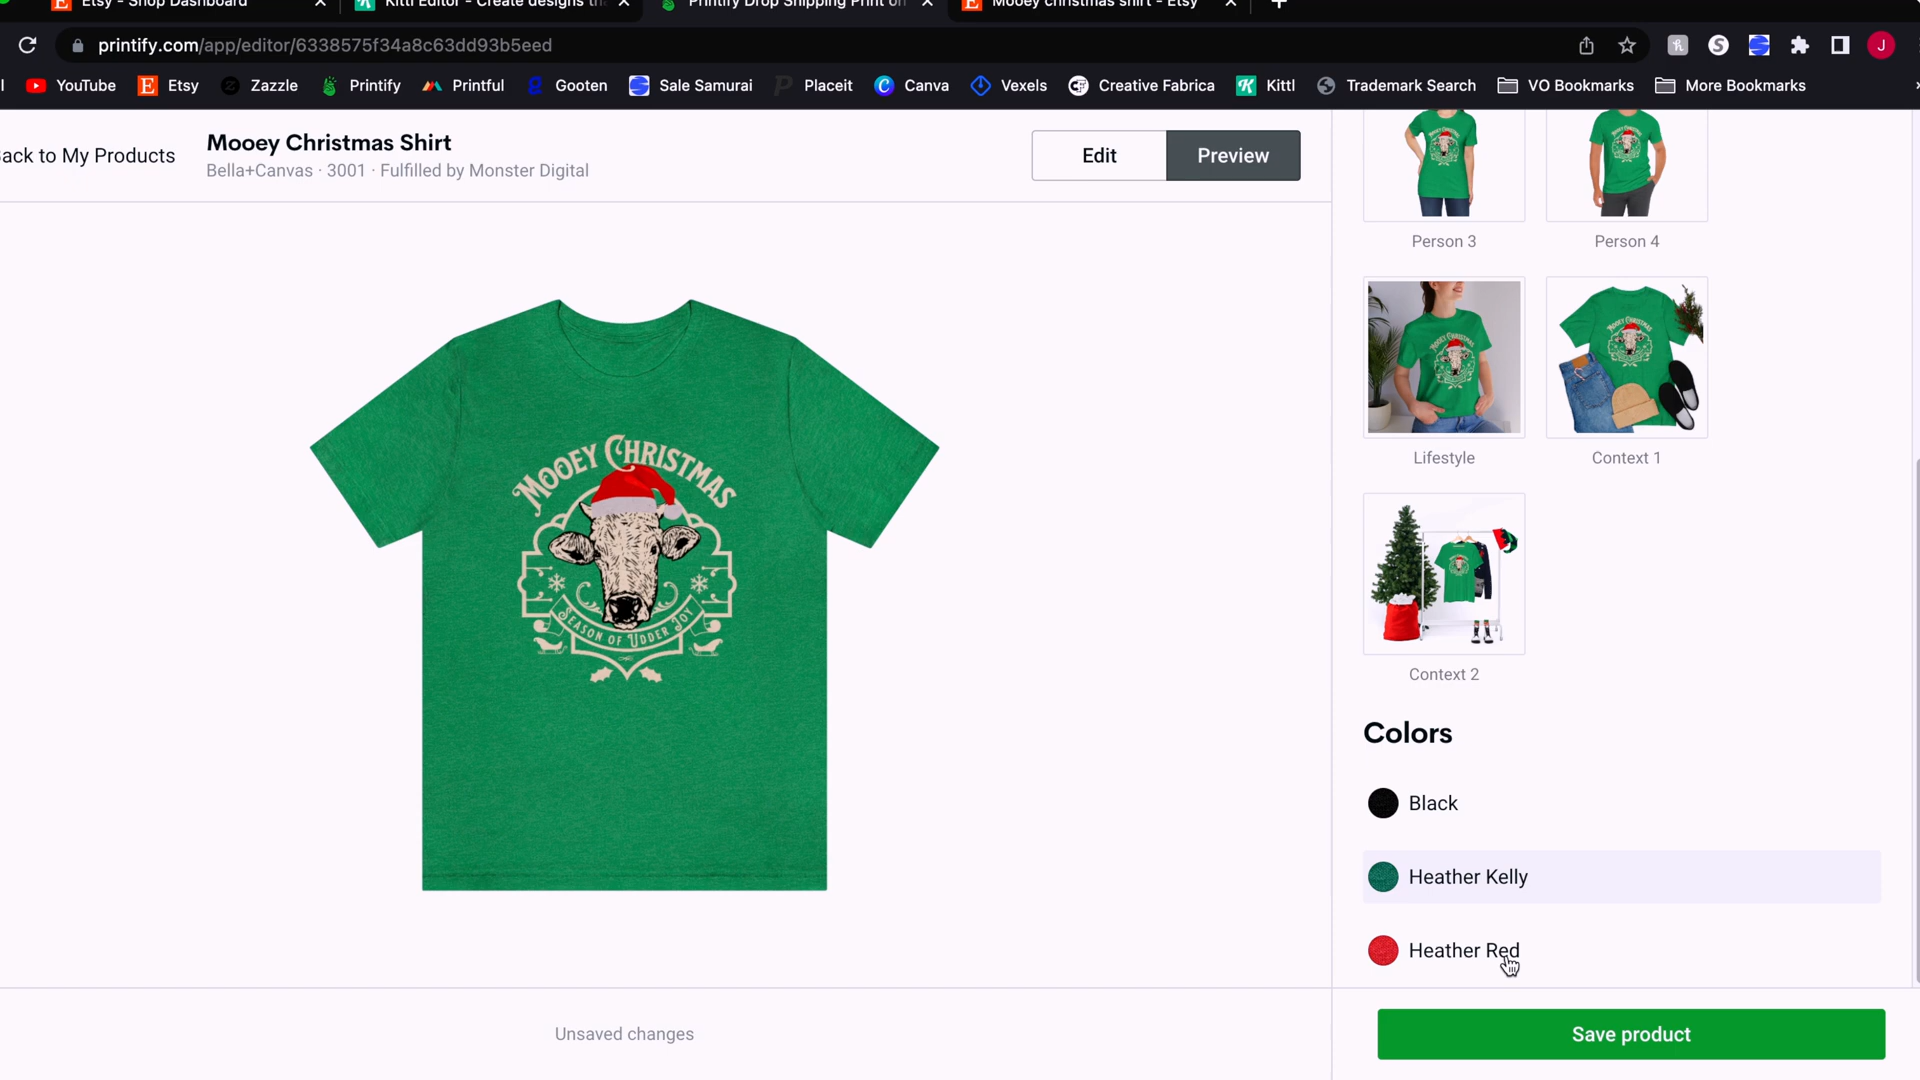 Etsy - Shop Dashboard
Kittl Editor - Create designs th
Printify Drop Shipping Print on
Mooey christmas shirt - Etsy
printify.com/app/editor/6338575f34a8c63dd93b5eed
J
YouTube
Etsy
Zazzle
Printify
Printful
Gooten
Sale Samurai
Placeit
Canva
Vexels
Creative Fabrica
Kittl
Trademark Search
VO Bookmarks
More Bookmarks
ack to My Products
Mooey Christmas Shirt
Bella+Canvas · 3001 · Fulfilled by Monster Digital
Edit
Preview
MOOEY CHRISTMAS
SEASON OF UDDER JOY
Person 3
Person 4
Lifestyle
Context 1
Context 2
Colors
Black
Heather Kelly
Heather Red
Unsaved changes
Save product